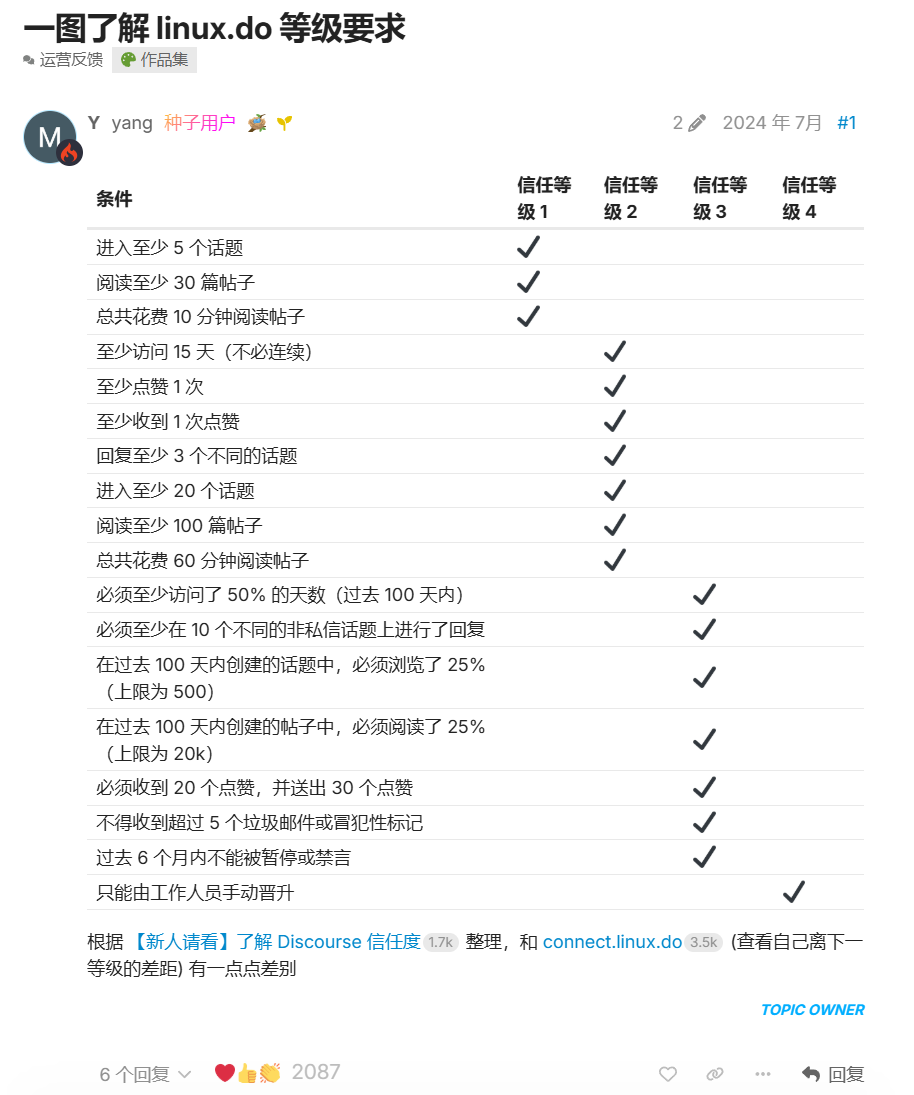 一图了解 linux.do 等级要求
运营反馈 作品集
M Y yang 种子用户 2 2024 年 7月 #1
条件 信任等级 1 信任等级 2 信任等级 3 信任等级 4
进入至少 5 个话题 ✔
阅读至少 30 篇帖子 ✔
总共花费 10 分钟阅读帖子 ✔
至少访问 15 天（不必连续） ✔
至少点赞 1 次 ✔
至少收到 1 次点赞 ✔
回复至少 3 个不同的话题 ✔
进入至少 20 个话题 ✔
阅读至少 100 篇帖子 ✔
总共花费 60 分钟阅读帖子 ✔
必须至少访问了 50% 的天数（过去 100 天内） ✔
必须至少在 10 个不同的非私信话题上进行了回复 ✔
在过去 100 天内创建的话题中，必须浏览了 25%
（上限为 500） ✔
在过去 100 天内创建的帖子中，必须阅读了 25%
（上限为 20k） ✔
必须收到 20 个点赞，并送出 30 个点赞 ✔
不得收到超过 5 个垃圾邮件或冒犯性标记 ✔
过去 6 个月内不能被暂停或禁言 ✔
只能由工作人员手动晋升 ✔
根据 【新人请看】了解 Discourse 信任度 1.7k 整理，和 connect.linux.do 3.5k (查看自己离下一
等级的差距) 有一点点差别
TOPIC OWNER
6 个回复 ❤️👍👏 2087 回复